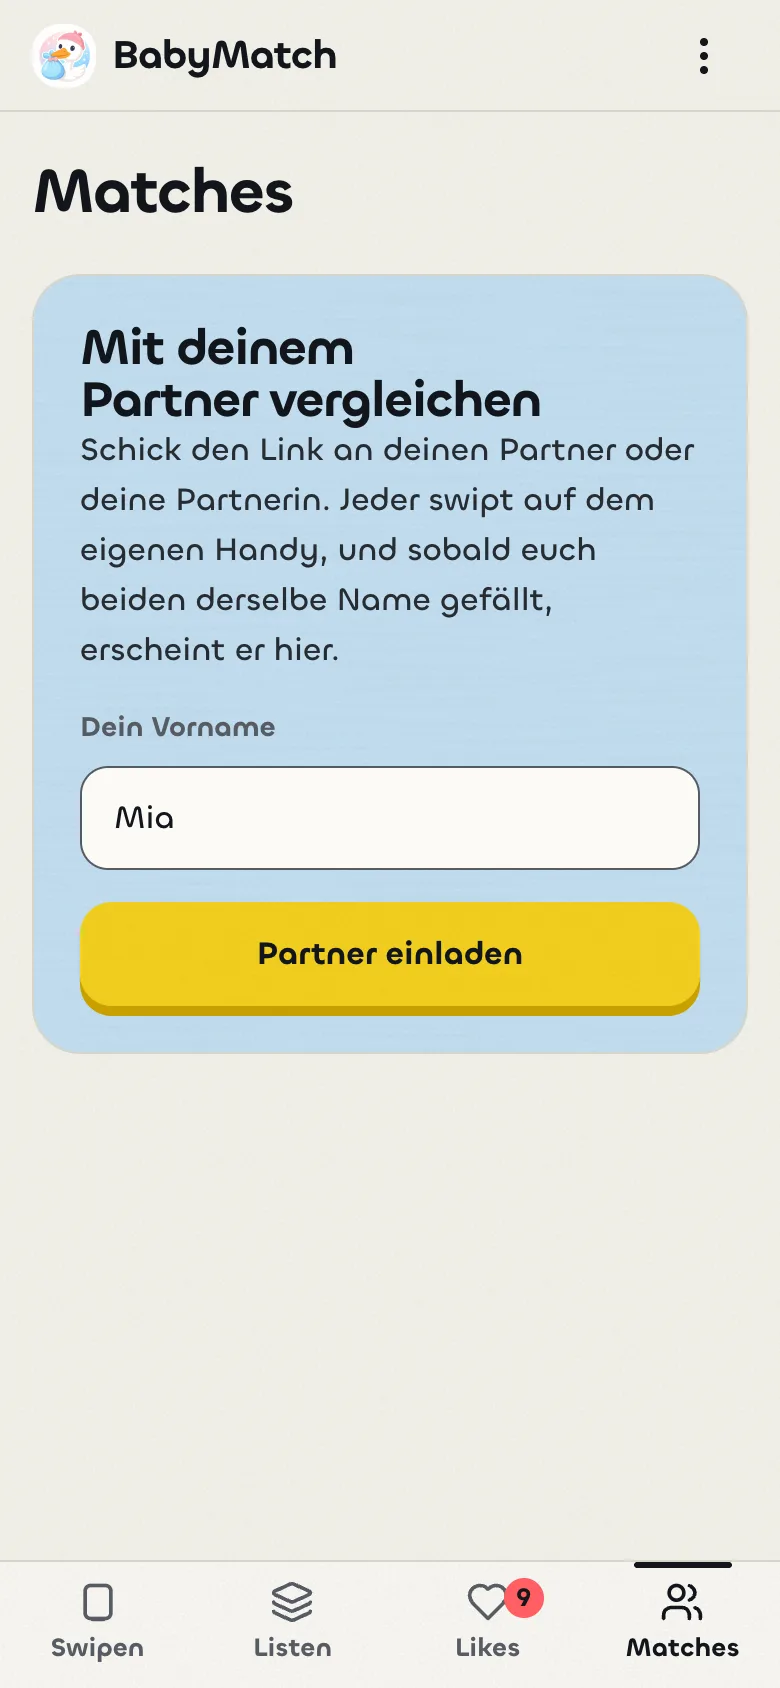 BabyMatch
Matches
Mit deinem
Partner vergleichen
Schick den Link an deinen Partner oder
deine Partnerin. Jeder swipt auf dem
eigenen Handy, und sobald euch
beiden derselbe Name gefällt,
erscheint er hier.
Dein Vorname
Mia
Partner einladen
9
Swipen
Listen
Likes
Matches